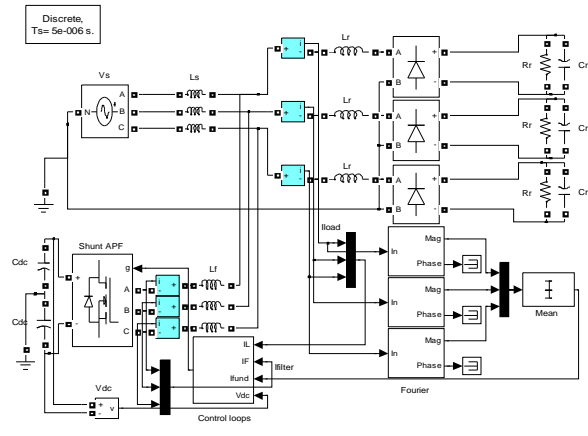 Discrete,
Ts= 5e-006 s.
Vs
N
A
B
C
Ls
i
+
Lr
A
B
+
-
Rr
Cr
i
+
Lr
A
B
+
-
Rr
Cr
i
+
Lr
A
B
+
-
Rr
Cr
Iload
In
Mag
Phase
In
Mag
Phase
In
Mag
Phase
Fourier
Mean
Shunt APF
Cdc
Cdc
+
-
g
A
B
C
i
+
i
+
i
+
Lf
IL
IF
Ifund
Vdc
Ifilter
Control loops
Vdc
+
-
v